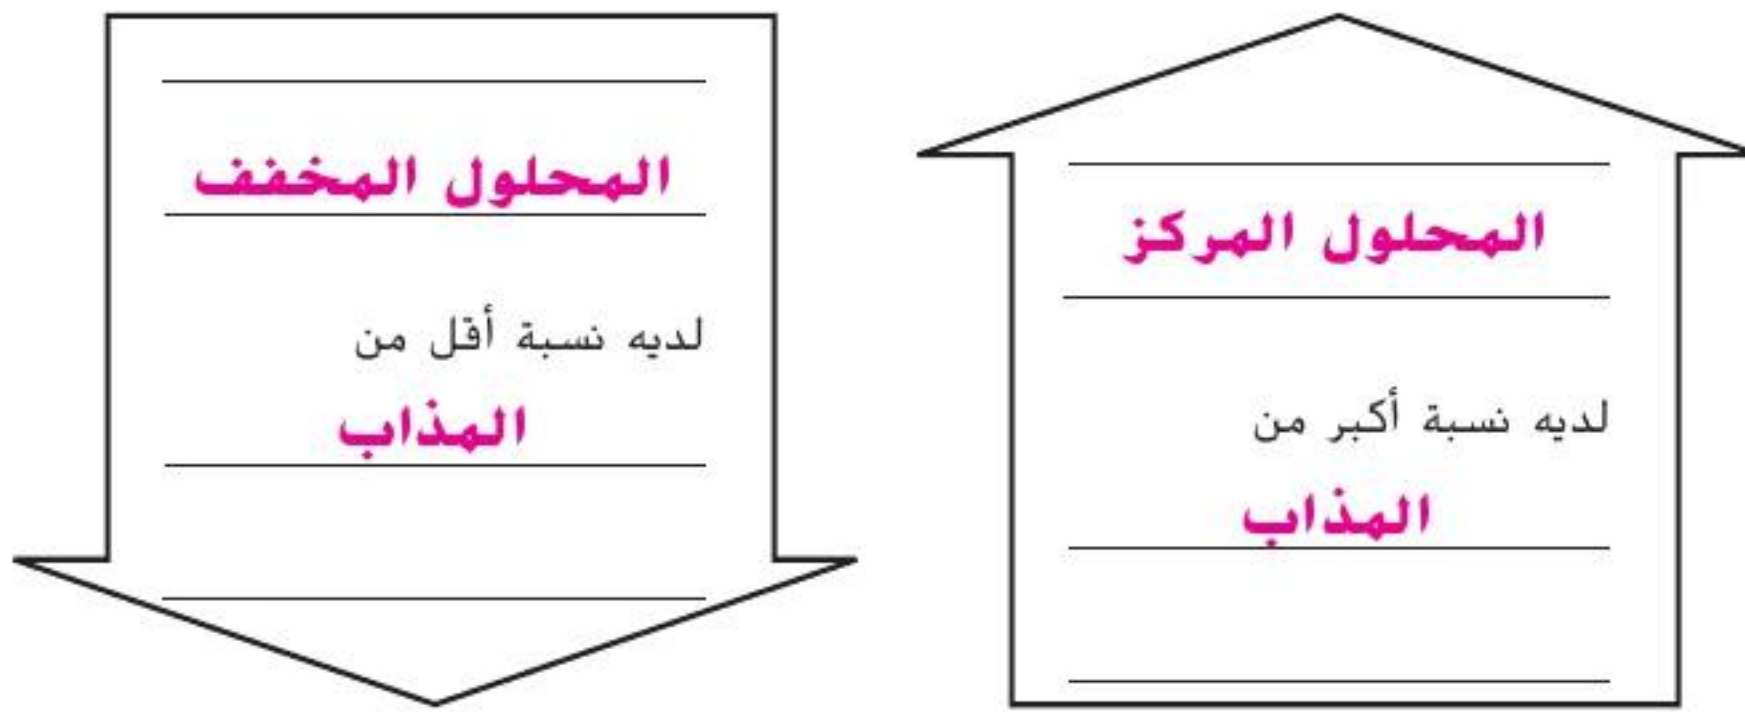 المحلول المركز
لديه نسبة أكبر من
المذاب
المحلول المخفف
لديه نسبة أقل من
المذاب